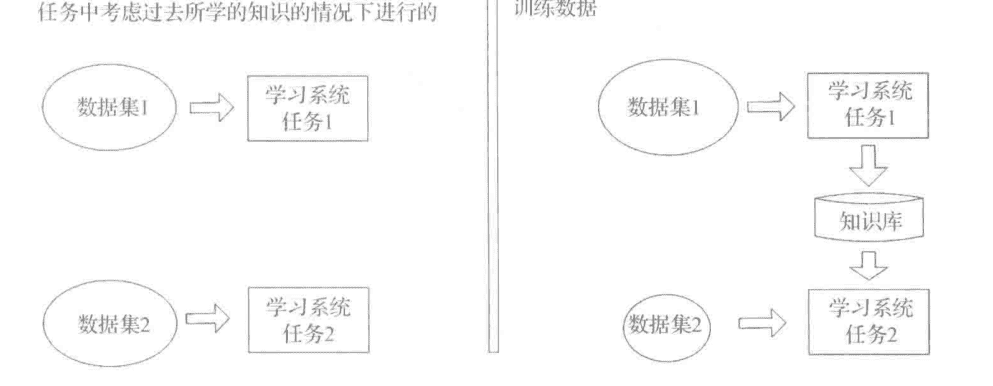 任务中考虑过去所学的知识的情况下进行的
数据集1
学习系统
任务1
数据集2
学习系统
任务2
训练数据
数据集1
学习系统
任务1
知识库
数据集2
学习系统
任务2